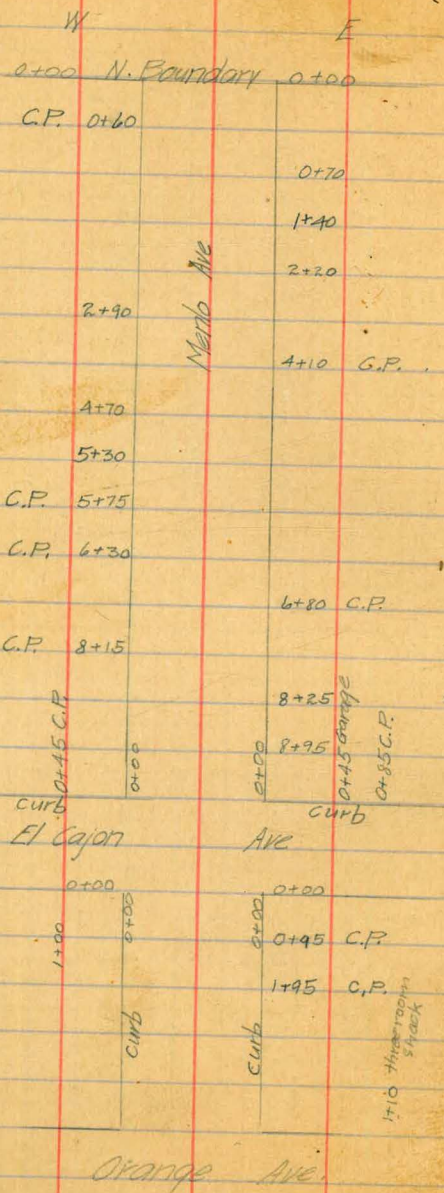 W E
0+00 N. Boundary 0+00
C.P. 0+60
0+70
1+40
Menlo Ave
2+20
2+90
4+10 G.P.
4+70
5+30
C.P. 5+75
C.P. 6+30
6+80 C.P.
C.P. 8+15
8+25
0+45 C.P.
0+00
0+00
8+95
0+45 Garage
0+85 C.P.
curb curb
El Cajon Ave
0+00 0+00
1+00
0+00
0+00
0+95 C.P.
1+95 C.P.
curb
curb
1+10 three room
shack
Orange Ave.